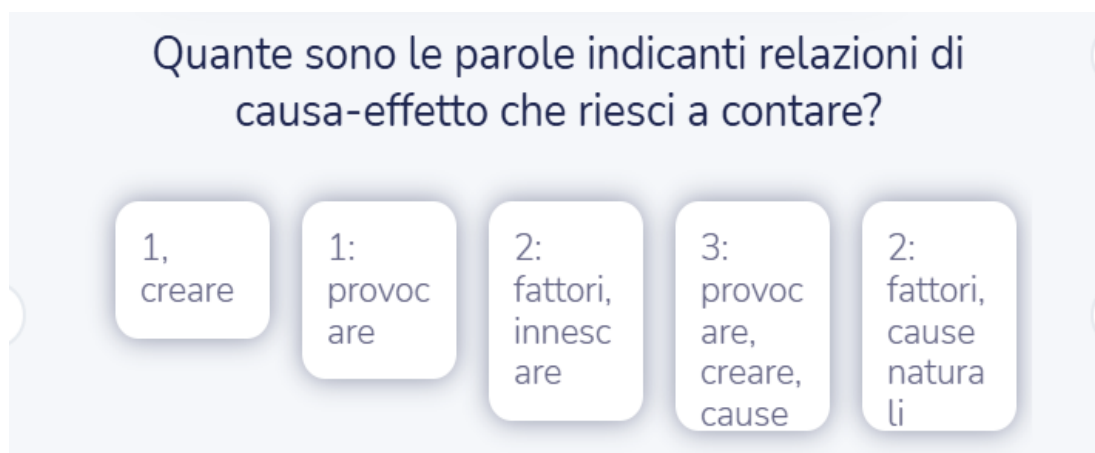 Quante sono le parole indicanti relazioni di
causa-effetto che riesci a contare?
1,
creare
1:
provoc
are
2:
fattori,
innesc
are
3:
provoc
are,
creare,
cause
2:
fattori,
cause
natura
li